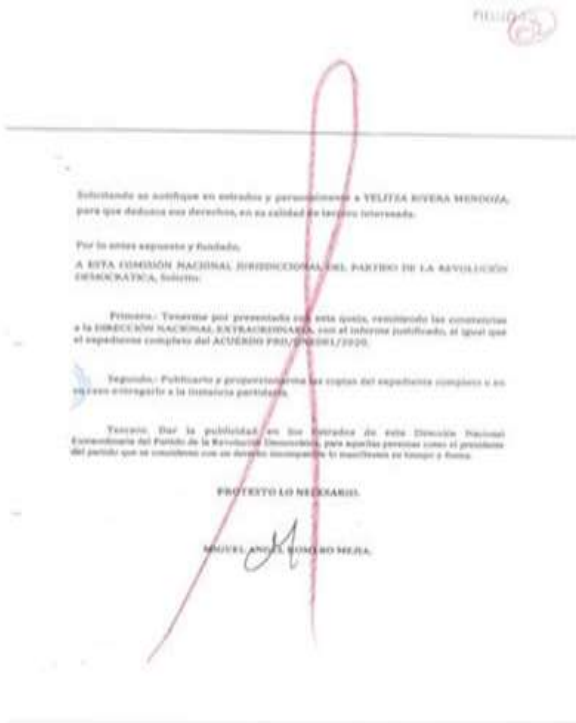 Solicitando se notifique en estrados y personalmente a YELITZA RIVERA MENDOZA,
para que deduzca sus derechos, en su calidad de tercero interesado.
Por lo antes expuesto y fundado,
A ESTA COMISIÓN NACIONAL JURISDICCIONAL DEL PARTIDO DE LA REVOLUCIÓN
DEMOCRÁTICA, Solicito:
Primero.- Tenerme por presentado con esta queja, remitiendo las constancias
a la DIRECCIÓN NACIONAL EXTRAORDINARIA, con el informe justificado, al igual que
el expediente completo del ACUERDO PRD/
Segundo.- Publicarlo y proporcionarme las copias del expediente completo o en
su caso entregarlo a la instancia partidaria.
Tercero. Dar la publicidad en los Estrados de esta Dirección Nacional
Extraordinaria del Partido de la Revolución Democrática, para aquellas personas como el presidente
del partido que se consideren con un derecho incompatible lo manifiesten en tiempo y forma.
PROTESTO LO NECESARIO.
MIGUEL ANGEL ROMERO MEJIA.